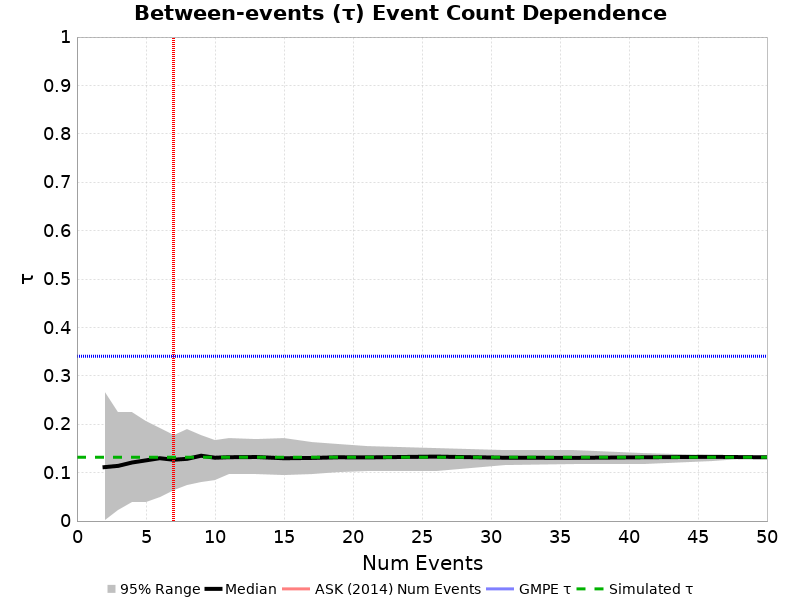 Between-events (τ) Event Count Dependence
1
0.9
0.8
0.7
0.6
0.5
0.4
0.3
0.2
0.1
0
τ
0 5 10 15 20 25 30 35 40 45 50
Num Events
95% Range Median ASK (2014) Num Events GMPE τ Simulated τ